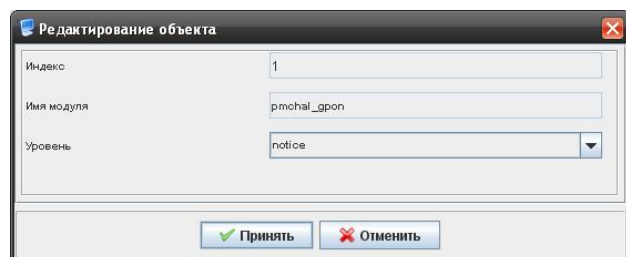 Редактирование объекта
Индекс 1
Имя модуля pmchal_gpon
Уровень notice
Принять Отменить